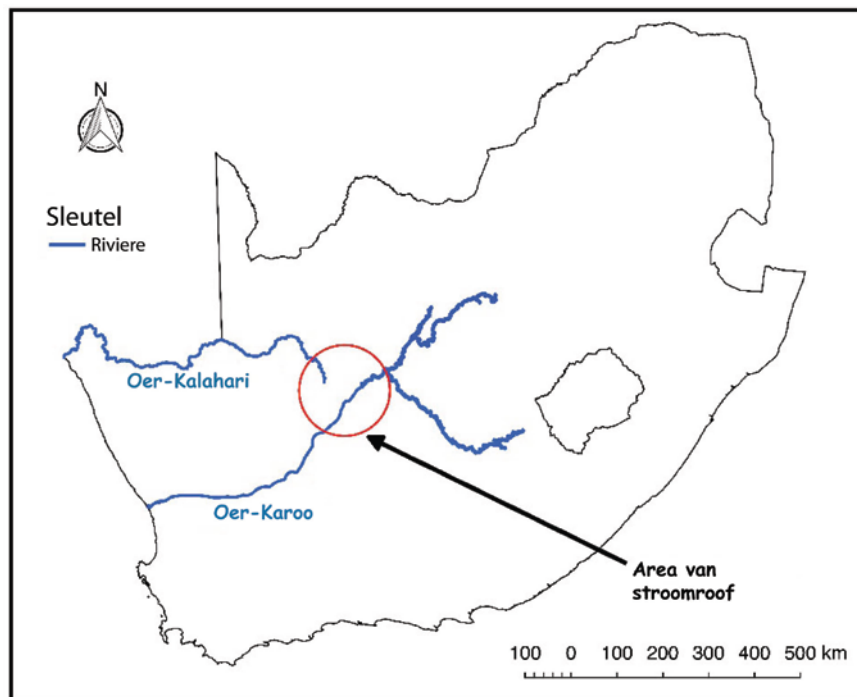 N
Sleutel
Riviere
Oer-Kalahari
Oer-Karoo
Area van
stroomroof
100 0 100 200 300 400 500 km